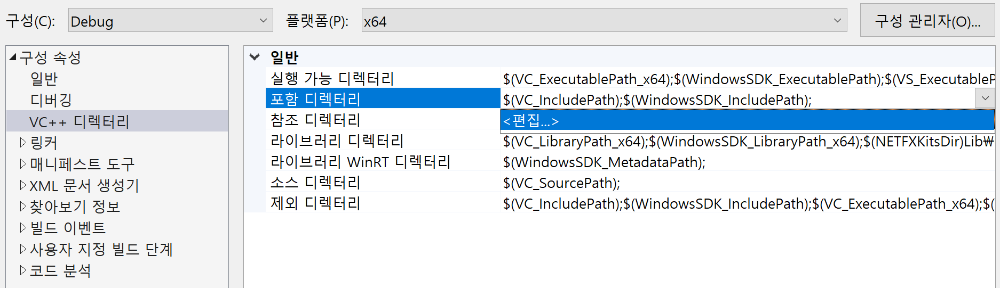 구성(C): Debug 플랫폼(P): x64 구성 관리자(O)...
구성 속성
일반
디버깅
VC++ 디렉터리
링커
매니페스트 도구
XML 문서 생성기
찾아보기 정보
빌드 이벤트
사용자 지정 빌드 단계
코드 분석
일반
실행 가능 디렉터리 $(VC_ExecutablePath_x64);$(WindowsSDK_ExecutablePath);$(VS_ExecutableP
포함 디렉터리 $(VC_IncludePath);$(WindowsSDK_IncludePath);
참조 디렉터리 <편집...>
라이브러리 디렉터리 $(VC_LibraryPath_x64);$(WindowsSDK_LibraryPath_x64);$(NETFXKitsDir)Lib₩
라이브러리 WinRT 디렉터리 $(WindowsSDK_MetadataPath);
소스 디렉터리 $(VC_SourcePath);
제외 디렉터리 $(VC_IncludePath);$(WindowsSDK_IncludePath);$(VC_ExecutablePath_x64);$(